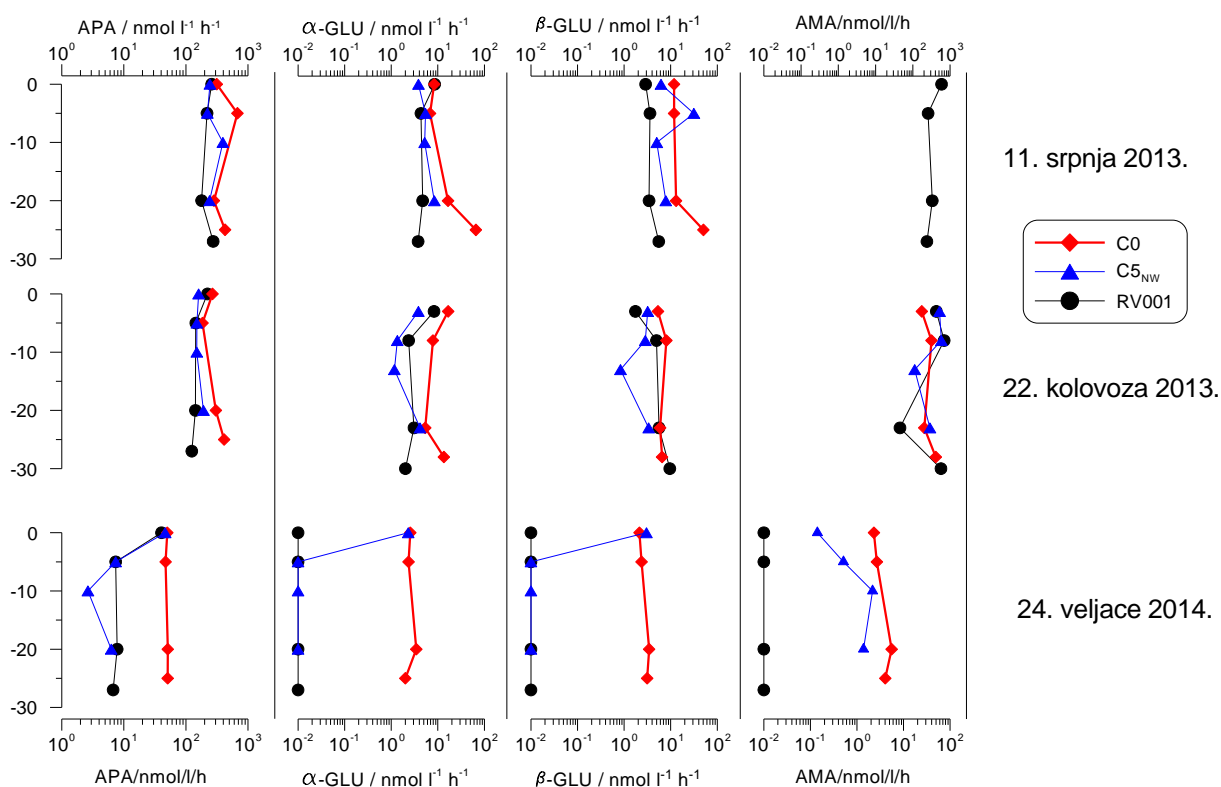 APA / nmol l⁻¹ h⁻¹ α-GLU / nmol l⁻¹ h⁻¹ β-GLU / nmol l⁻¹ h⁻¹ AMA/nmol/l/h
10⁰ 10¹ 10² 10³ 10⁻² 10⁻¹ 10⁰ 10¹ 10² 10⁻² 10⁻¹ 10⁰ 10¹ 10² 10⁻² 10⁻¹ 10⁰ 10¹ 10² 10³
0
-10
-20
-30
11. srpnja 2013.
C0
C5NW
RV001
0
-10
-20
-30
22. kolovoza 2013.
0
-10
-20
-30
24. veljace 2014.
10⁰ 10¹ 10² 10³ 10⁻² 10⁻¹ 10⁰ 10¹ 10² 10⁻² 10⁻¹ 10⁰ 10¹ 10² 10⁻² 10⁻¹ 10⁰ 10¹ 10² 10³
APA/nmol/l/h α-GLU / nmol l⁻¹ h⁻¹ β-GLU / nmol l⁻¹ h⁻¹ AMA/nmol/l/h